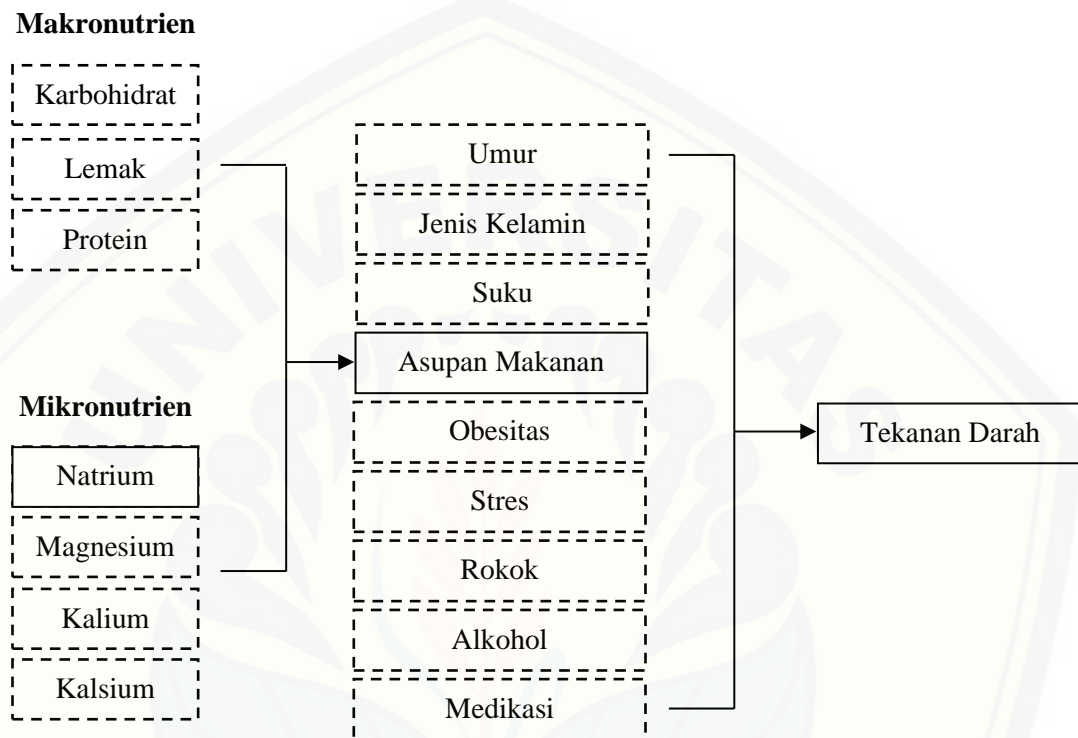 Makronutrien
Karbohidrat
Lemak
Protein
Mikronutrien
Natrium
Magnesium
Kalium
Kalsium
Umur
Jenis Kelamin
Suku
Asupan Makanan
Obesitas
Stres
Rokok
Alkohol
Medikasi
Tekanan Darah
UNIVERSITAS